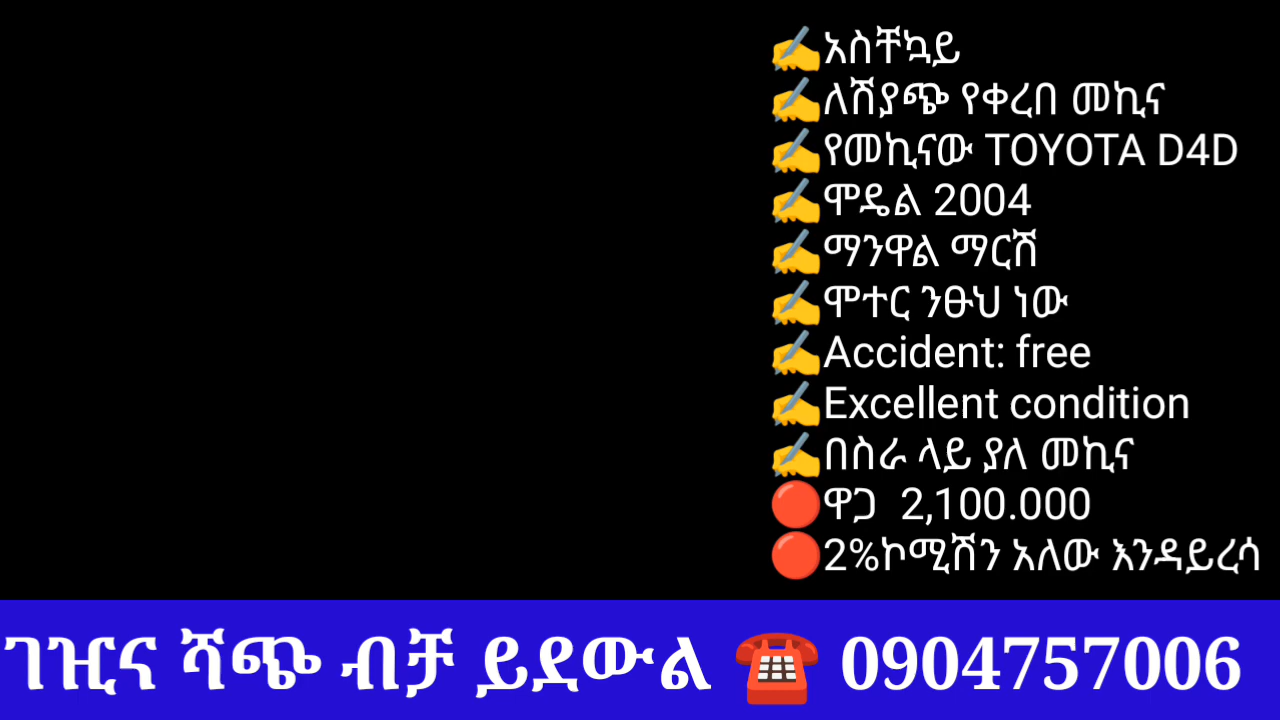 ✍️አስቸኳይ
✍️ለሽያጭ የቀረበ መኪና
✍️የመኪናው TOYOTA D4D
✍️ሞዴል 2004
✍️ማንዋል ማርሽ
✍️ሞተር ንፁህ ነው
✍️Accident: free
✍️Excellent condition
✍️በስራ ላይ ያለ መኪና
🔴ዋጋ 2,100.000
🔴2%ኮሚሽን አለው እንዳይረሳ
ገዢና ሻጭ ብቻ ይደውል ☎️ 0904757006